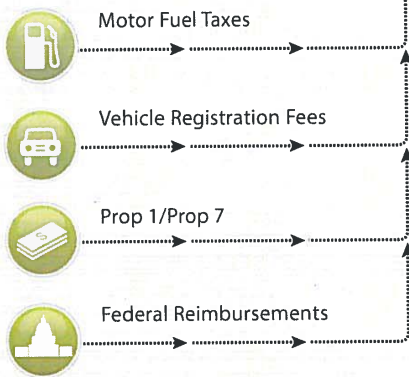 Motor Fuel Taxes
Vehicle Registration Fees
Prop 1/Prop 7
$
Federal Reimbursements